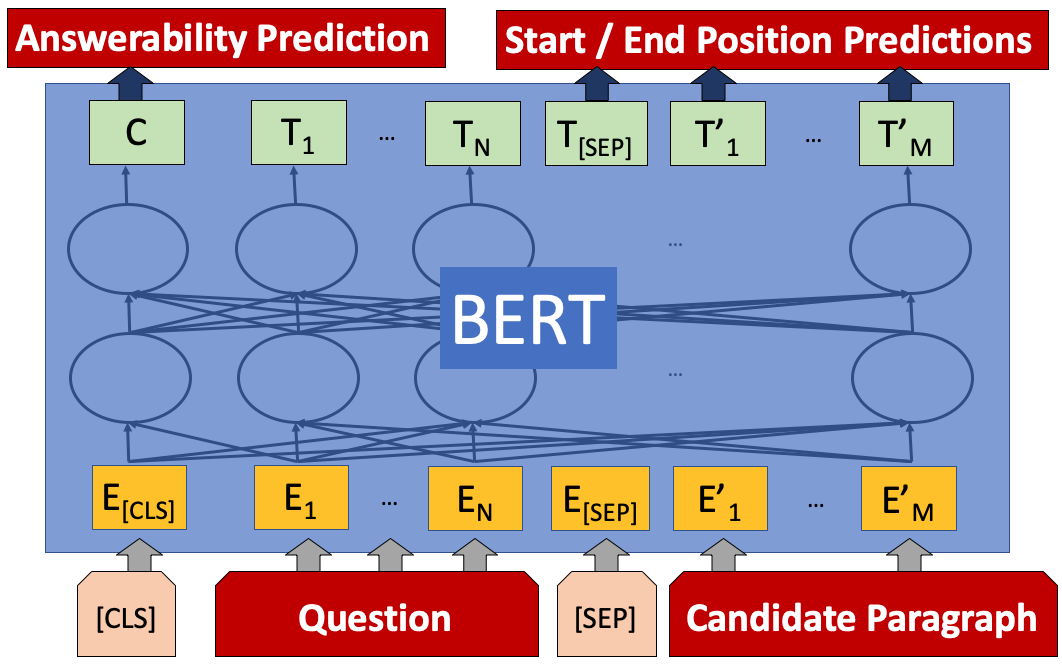 Answerability Prediction
Start / End Position Predictions
C
T1
...
TN
T[SEP]
T’1
...
T’M
...
BERT
...
E[CLS]
E1
...
EN
E[SEP]
E’1
...
E’M
[CLS]
Question
[SEP]
Candidate Paragraph